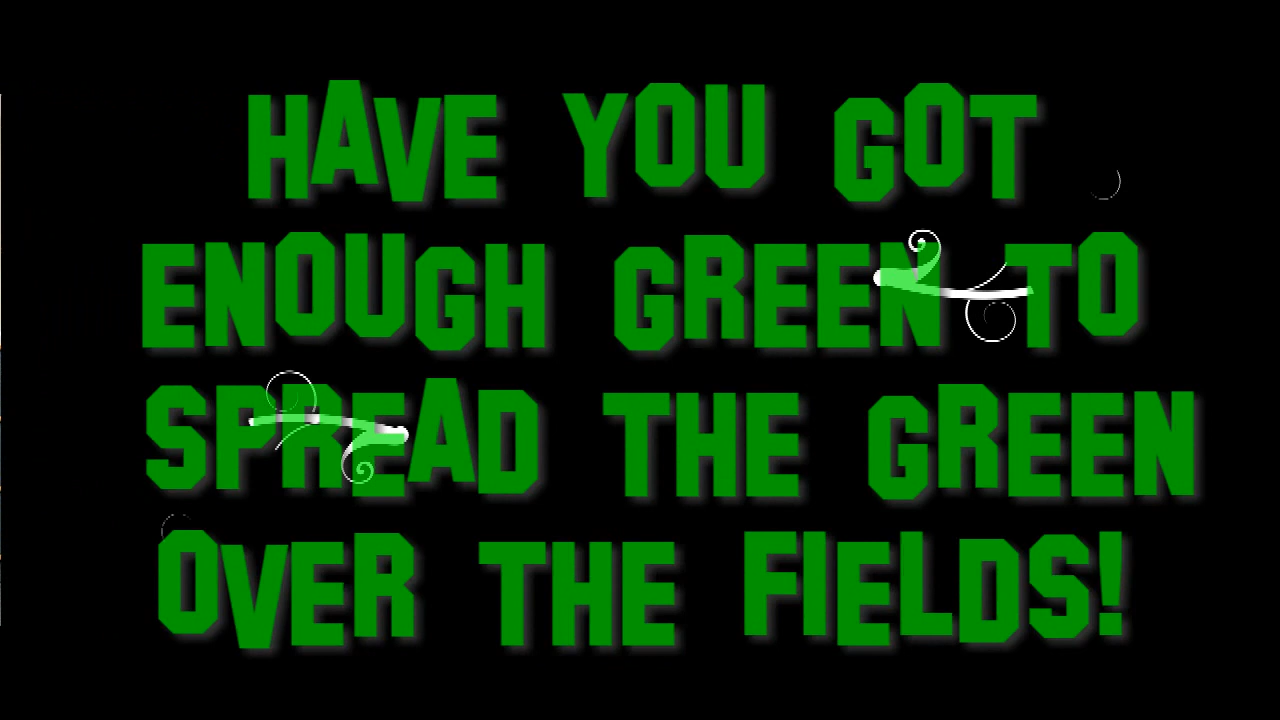 HAVE YOU GOT
ENOUGH GREEN TO
SPREAD THE GREEN
OVER THE FIELDS!